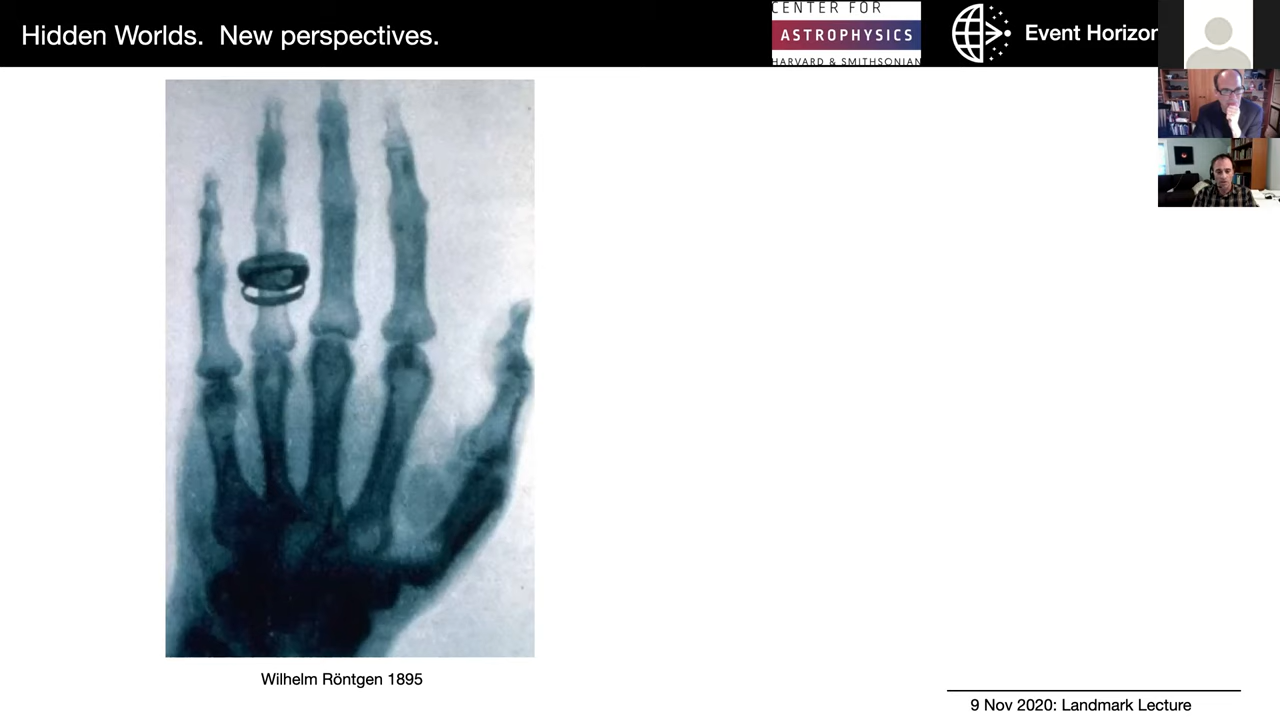 Hidden Worlds. New perspectives.
CENTER FOR
ASTROPHYSICS
HARVARD & SMITHSONIAN
Event Horizon
Wilhelm Röntgen 1895
9 Nov 2020: Landmark Lecture